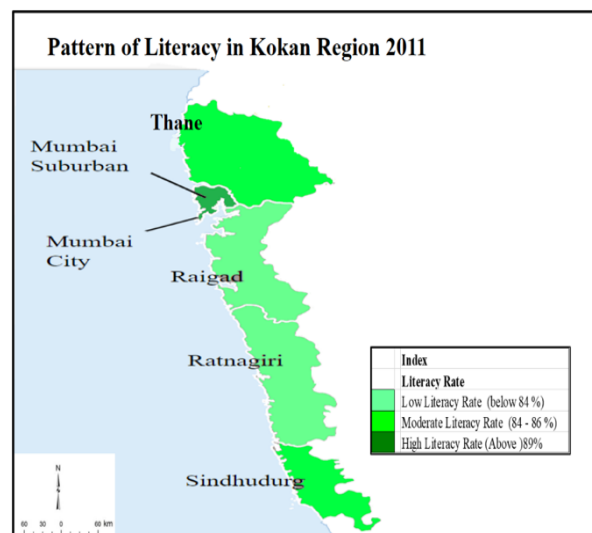 Pattern of Literacy in Kokan Region 2011
Thane
Mumbai
Suburban
Mumbai
City
Raigad
Ratnagiri
Sindhudurg
Index
Literacy Rate
Low Literacy Rate (below 84 %)
Moderate Literacy Rate (84 - 86 %)
High Literacy Rate (Above )89%
N
60 30 0 60 km